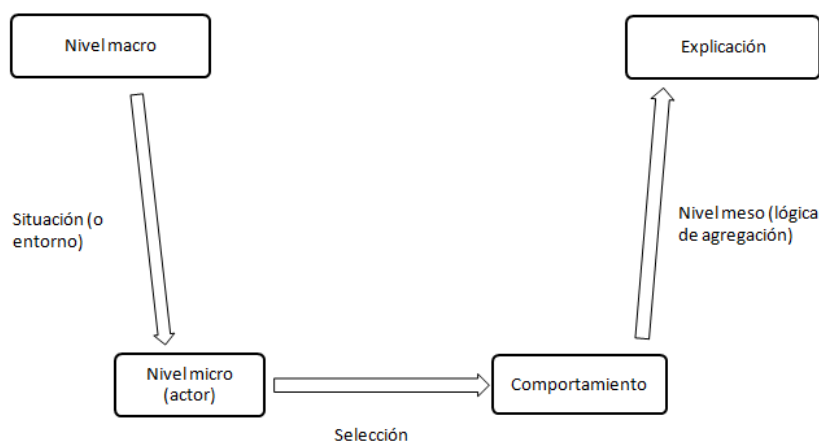 Nivel macro
Explicación
Situación (o
entorno)
Nivel meso (lógica
de agregación)
Nivel micro
(actor)
Comportamiento
Selección